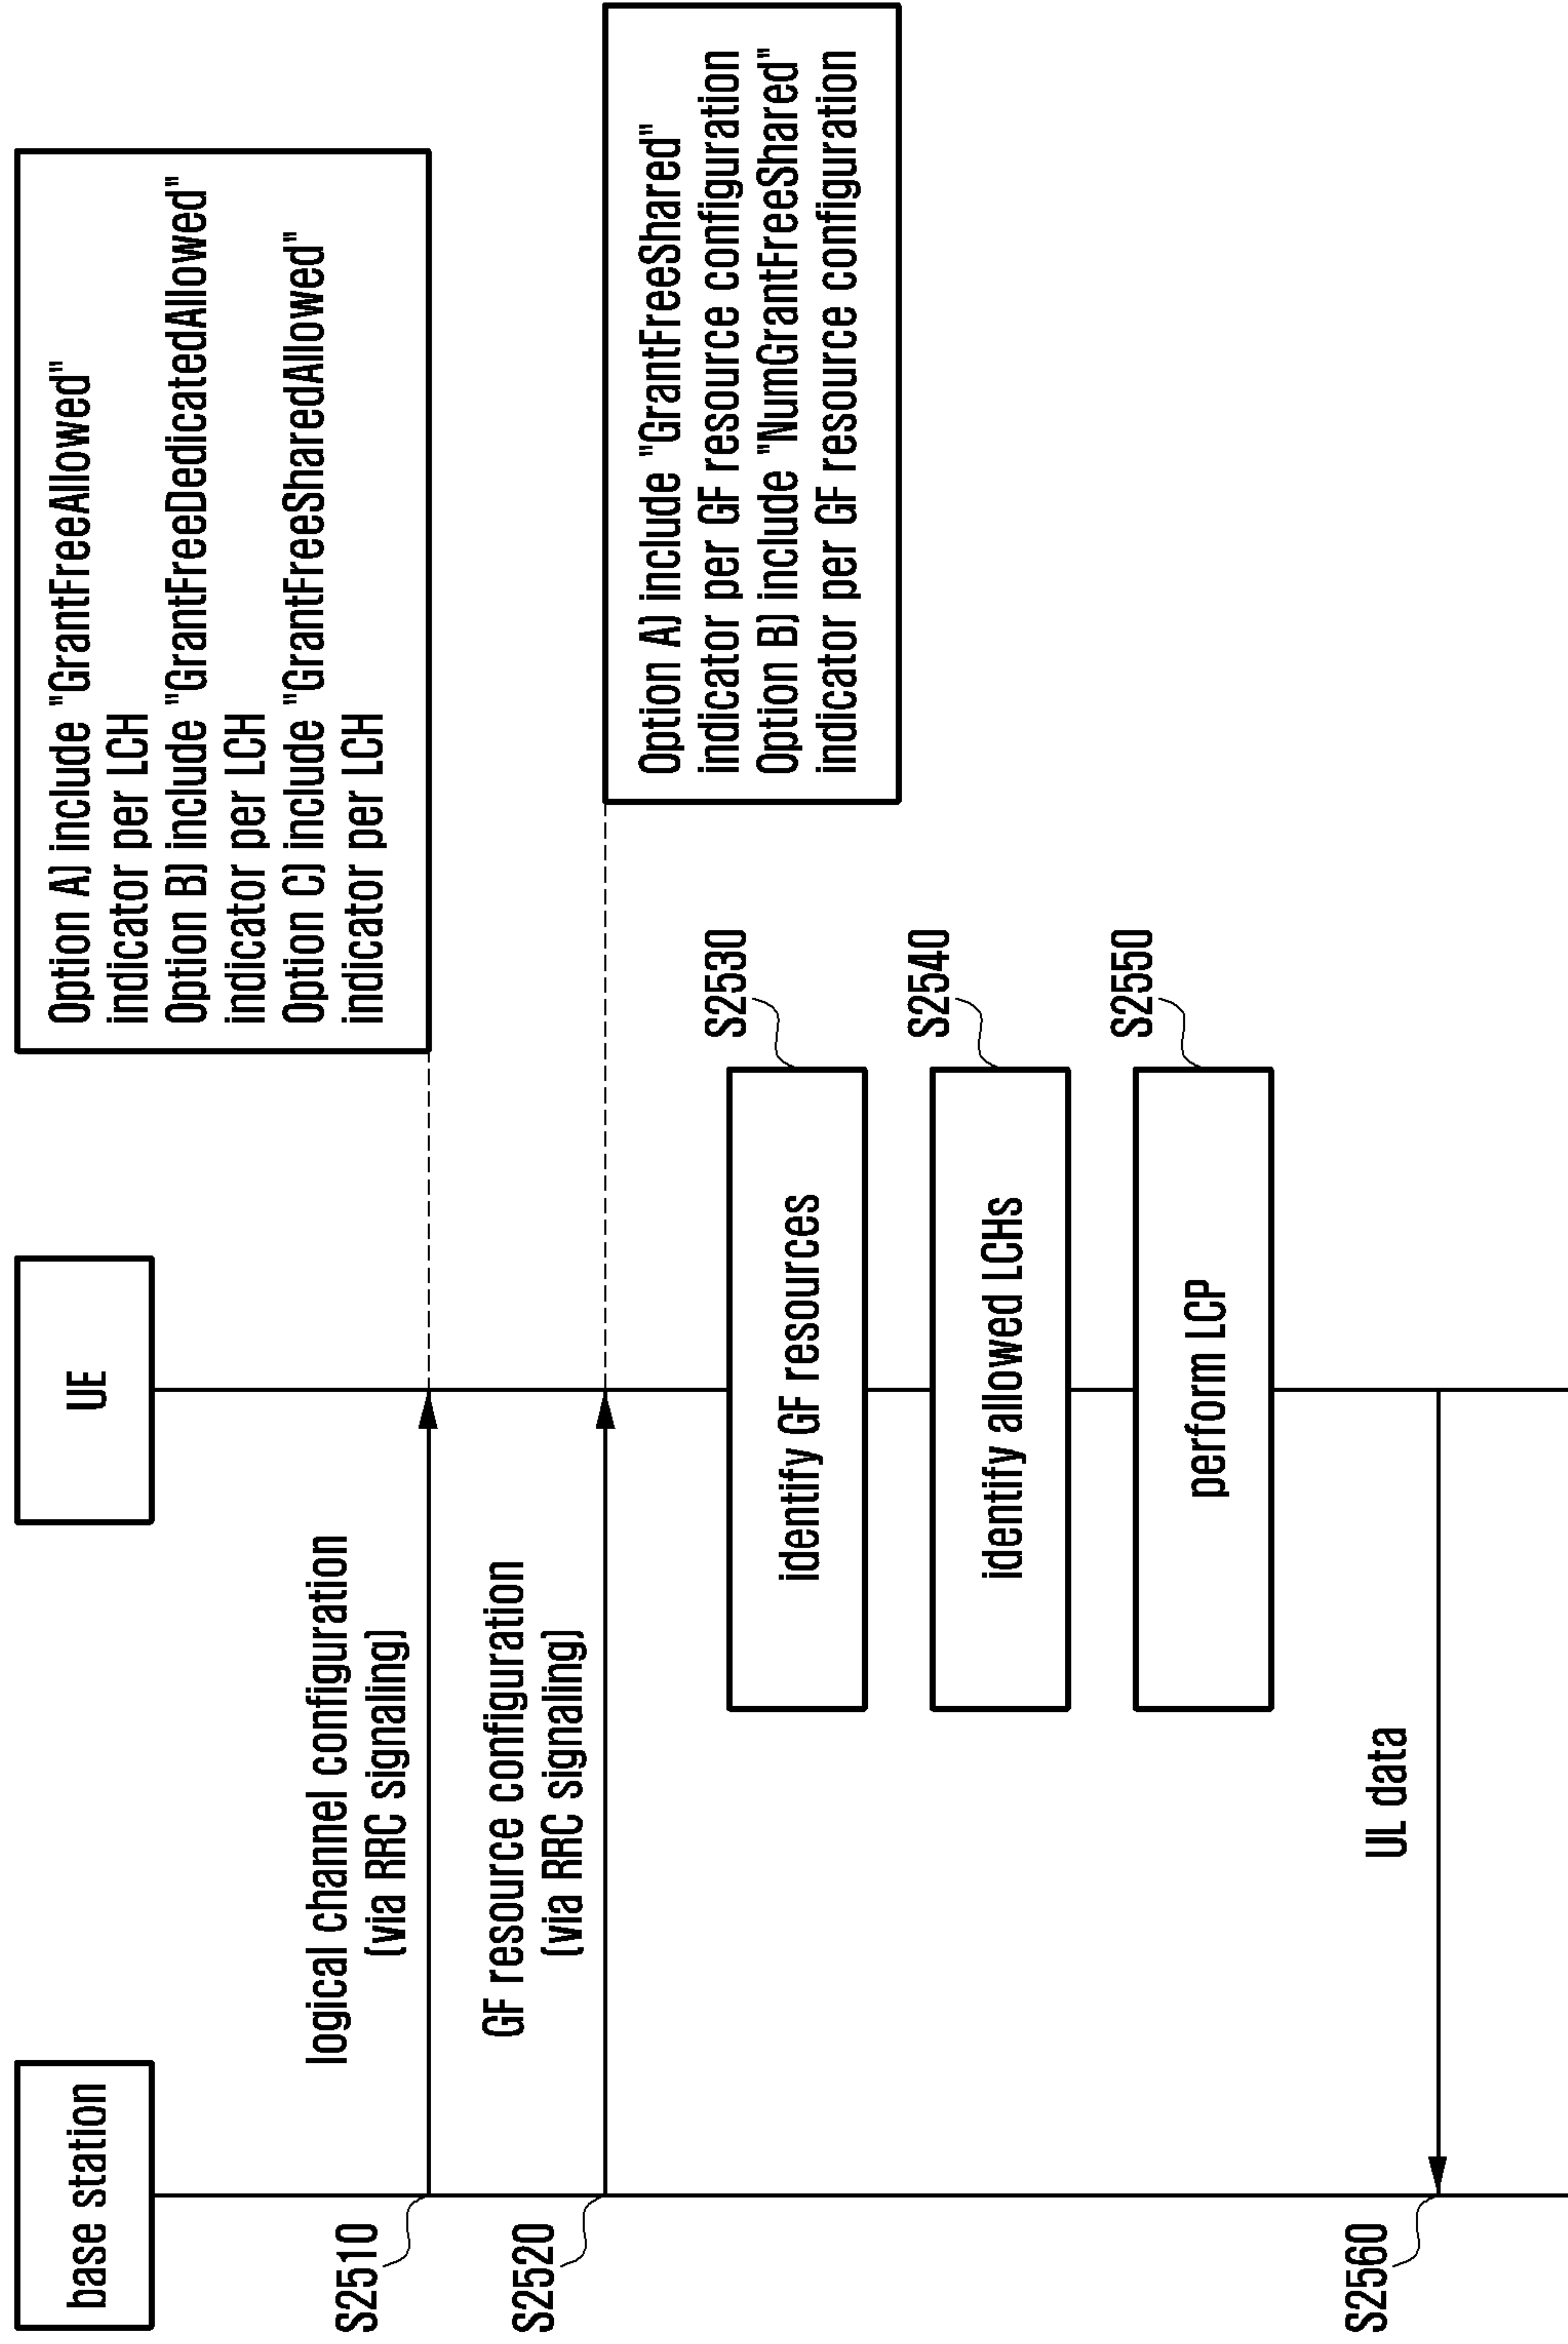 base station
UE
S2510
logical channel configuration
(via RRC signaling)
Option A) include "GrantFreeAllowed"
indicator per LCH
Option B) include "GrantFreeDedicatedAllowed"
indicator per LCH
Option C) include "GrantFreeSharedAllowed"
indicator per LCH
S2520
GF resource configuration
(via RRC signaling)
Option A) include "GrantFreeShared"
indicator per GF resource configuration
Option B) include "NumGrantFreeShared"
indicator per GF resource configuration
identify GF resources
S2530
identify allowed LCHs
S2540
perform LCP
S2550
S2560
UL data